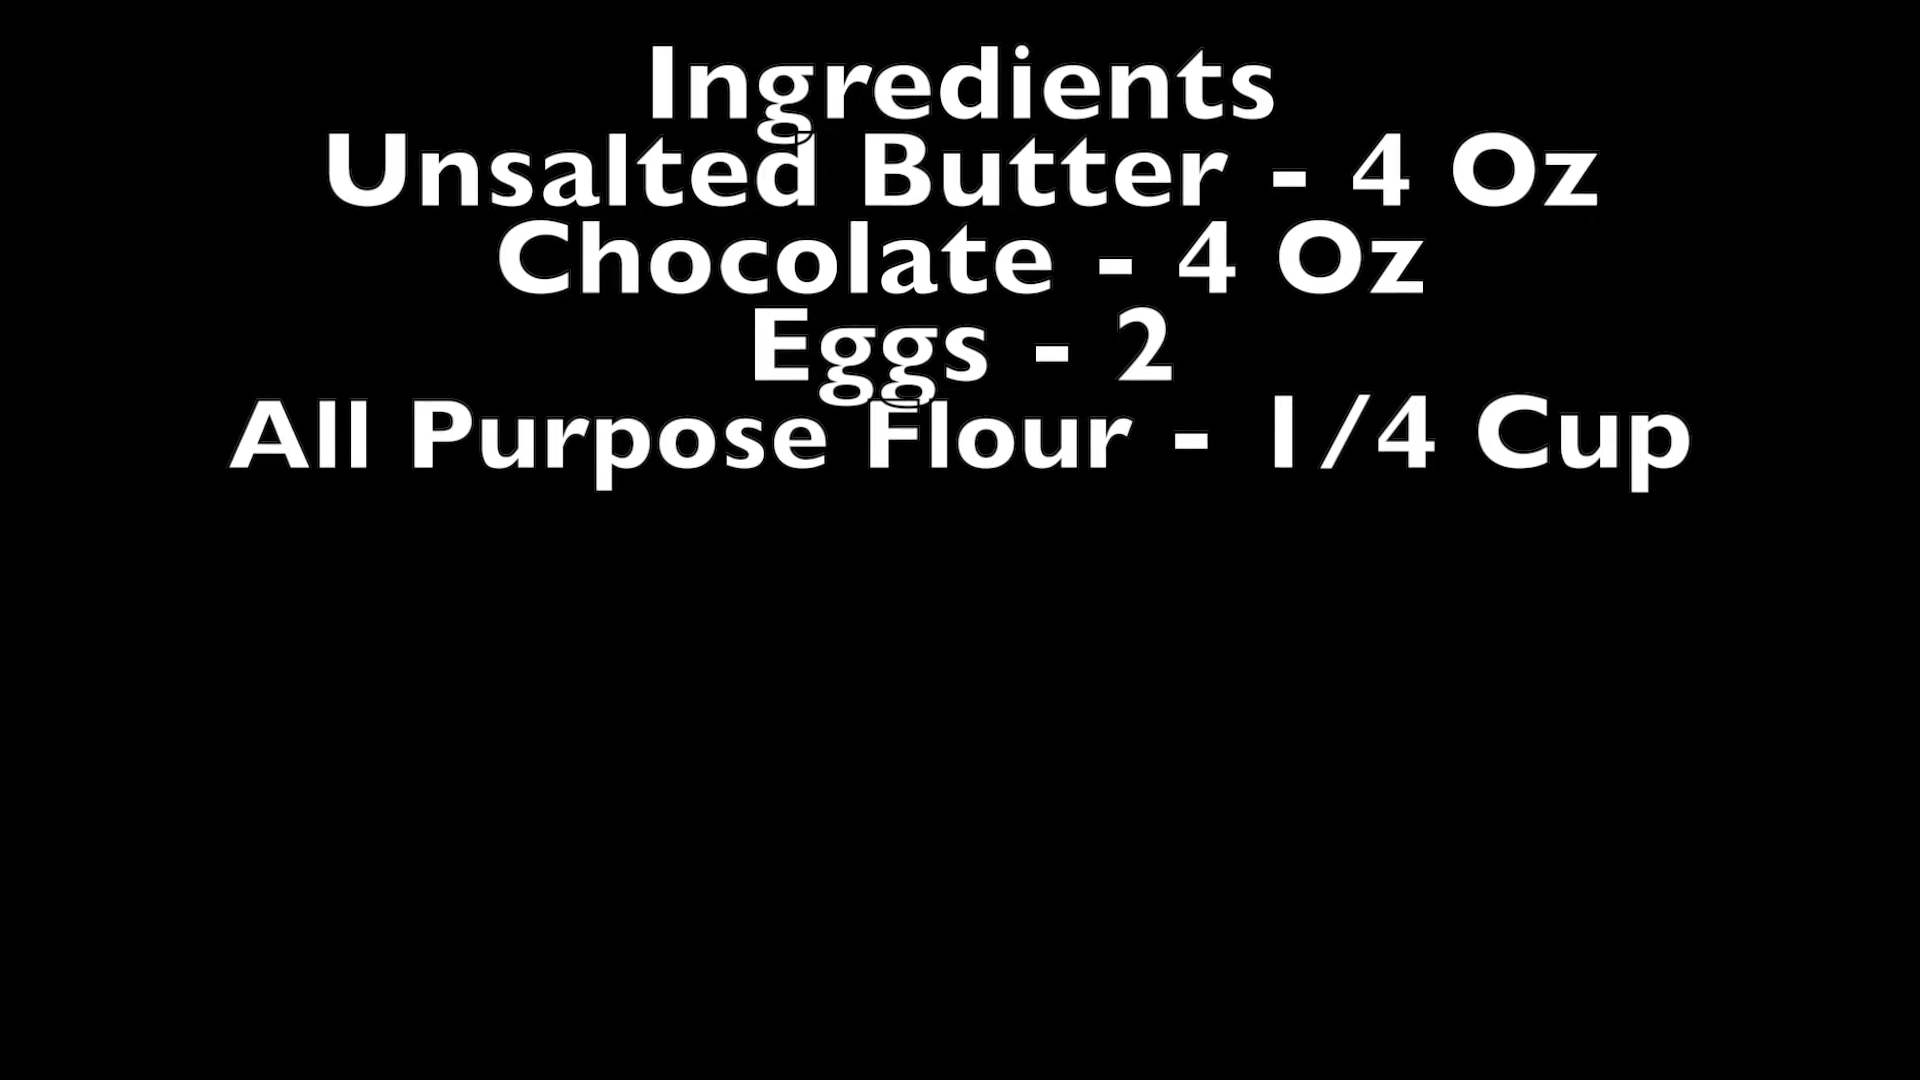 Ingredients
Unsalted Butter - 4 Oz
Chocolate - 4 Oz
Eggs - 2
All Purpose Flour - 1/4 Cup